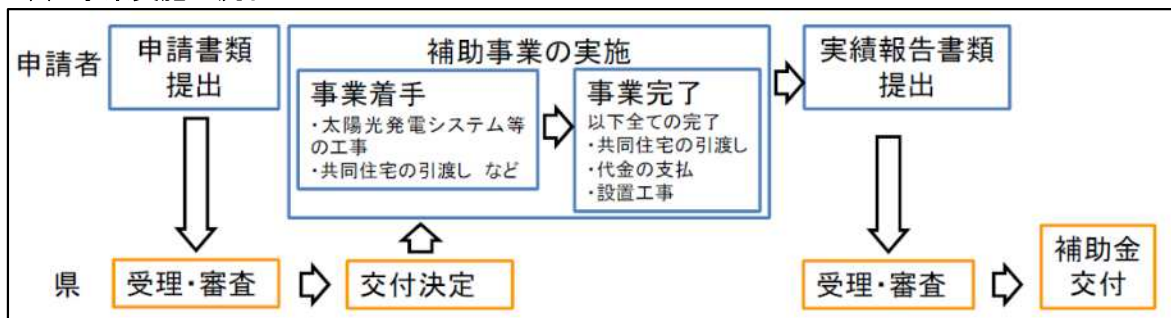 申請者
申請書類
提出
補助事業の実施
事業着手
・太陽光発電システム等
の工事
・共同住宅の引渡し など
事業完了
以下全ての完了
・共同住宅の引渡し
・代金の支払
・設置工事
実績報告書類
提出
県
受理・審査
交付決定
受理・審査
補助金
交付